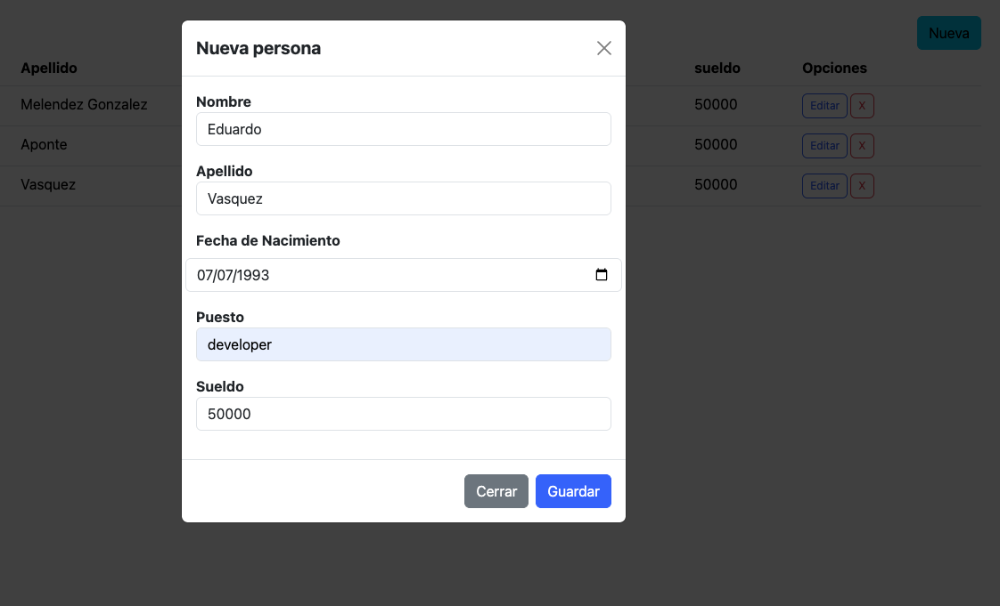 Nueva persona
Nueva
Apellido sueldo Opciones
Melendez Gonzalez 50000 Editar X
Aponte 50000 Editar X
Vasquez 50000 Editar X
Nombre
Eduardo
Apellido
Vasquez
Fecha de Nacimiento
07/07/1993
Puesto
developer
Sueldo
50000
Cerrar Guardar